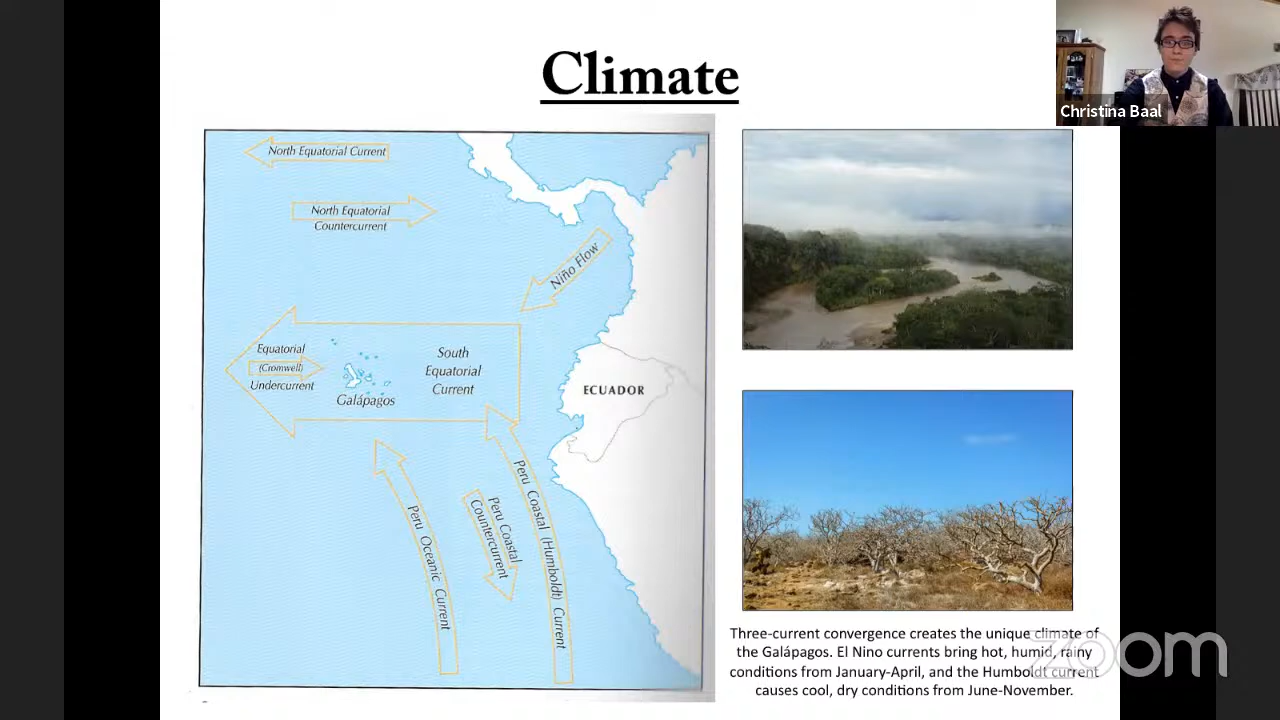 Climate
Christina Baal
North Equatorial Current
North Equatorial
Countercurrent
Niño Flow
Equatorial
(Cromwell)
Undercurrent
Galápagos
South
Equatorial
Current
ECUADOR
Peru Oceanic Current
Peru Coastal
Countercurrent
Peru Coastal (Humboldt) Current
Three-current convergence creates the unique climate of
the Galápagos. El Nino currents bring hot, humid, rainy
conditions from January-April, and the Humboldt current
causes cool, dry conditions from June-November.
zoom